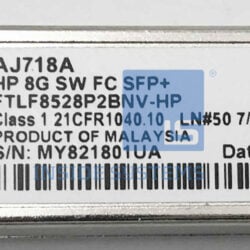 AJ718A
HP 8G SW FC SFP+
FTLF8528P2BNV-HP
Class 1 21CFR1040.10 LN#50 7/
PRODUCT OF MALAYSIA
S/N: MY821801UA Dat